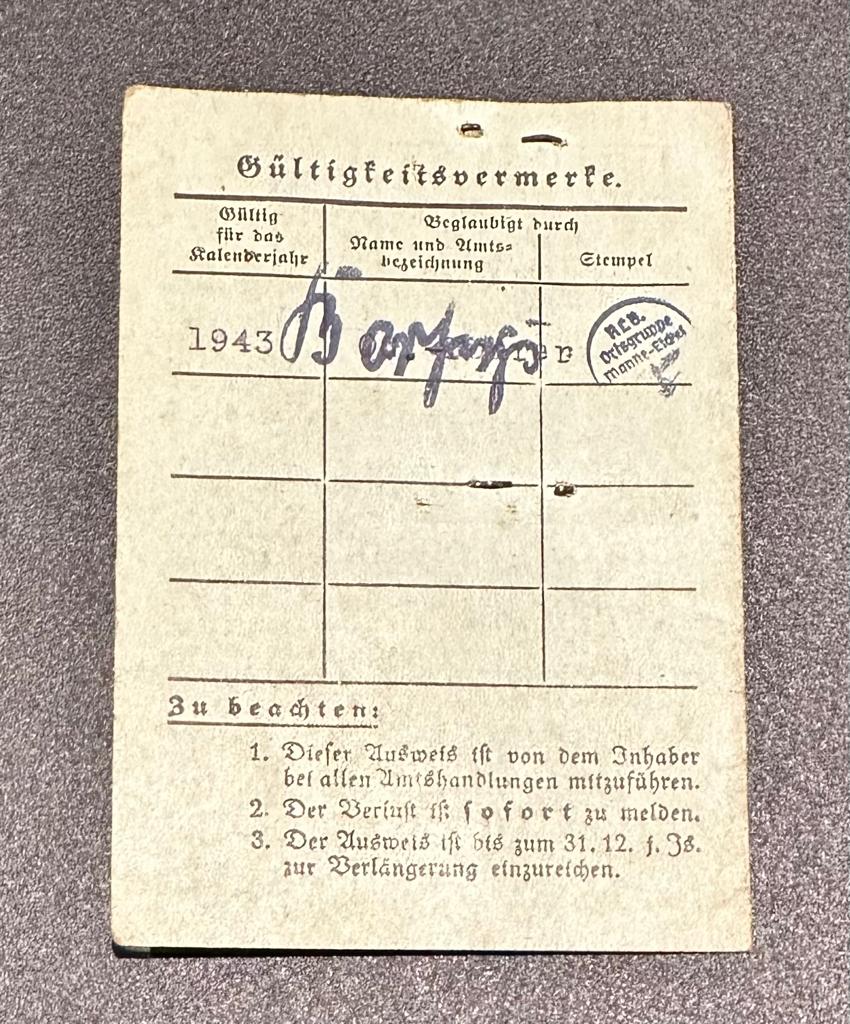 Gültigkeitsvermerke.
Gültig
für das
Kalenderjahr
Beglaubigt durch
Name und Amts-
bezeichnung
Stempel
1943
R.L.B.
Ortsgruppe
Wanne-Eickel
Zu beachten:
1. Dieser Ausweis ist von dem Inhaber
bei allen Amtshandlungen mitzuführen.
2. Der Verlust ist sofort zu melden.
3. Der Ausweis ist bis zum 31. 12. j. Js.
zur Verlängerung einzureichen.